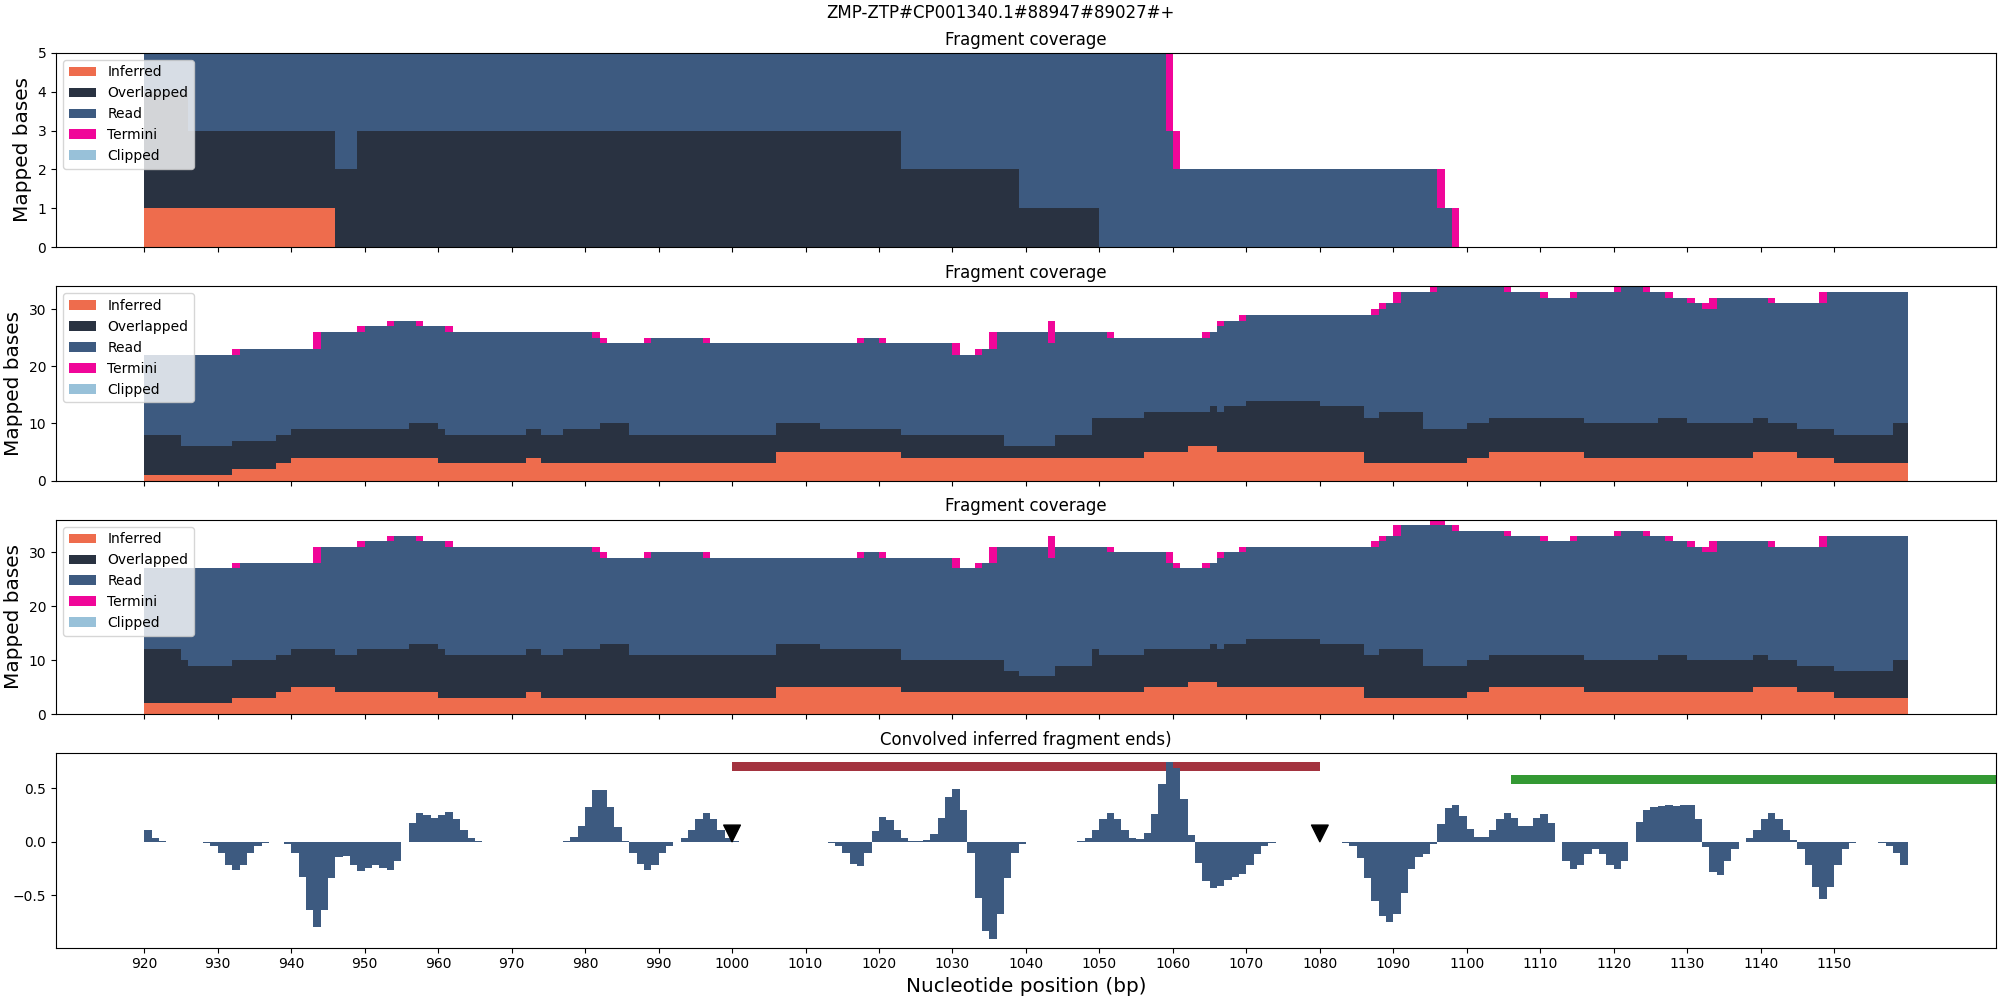 ZMP-ZTP#CP001340.1#88947#89027#+
Fragment coverage
Mapped bases
5
4
3
2
1
0
Inferred
Overlapped
Read
Termini
Clipped
Fragment coverage
Mapped bases
30
20
10
0
Inferred
Overlapped
Read
Termini
Clipped
Fragment coverage
Mapped bases
30
20
10
0
Inferred
Overlapped
Read
Termini
Clipped
Convolved inferred fragment ends)
0.5
0.0
−0.5
920 930 940 950 960 970 980 990 1000 1010 1020 1030 1040 1050 1060 1070 1080 1090 1100 1110 1120 1130 1140 1150
Nucleotide position (bp)